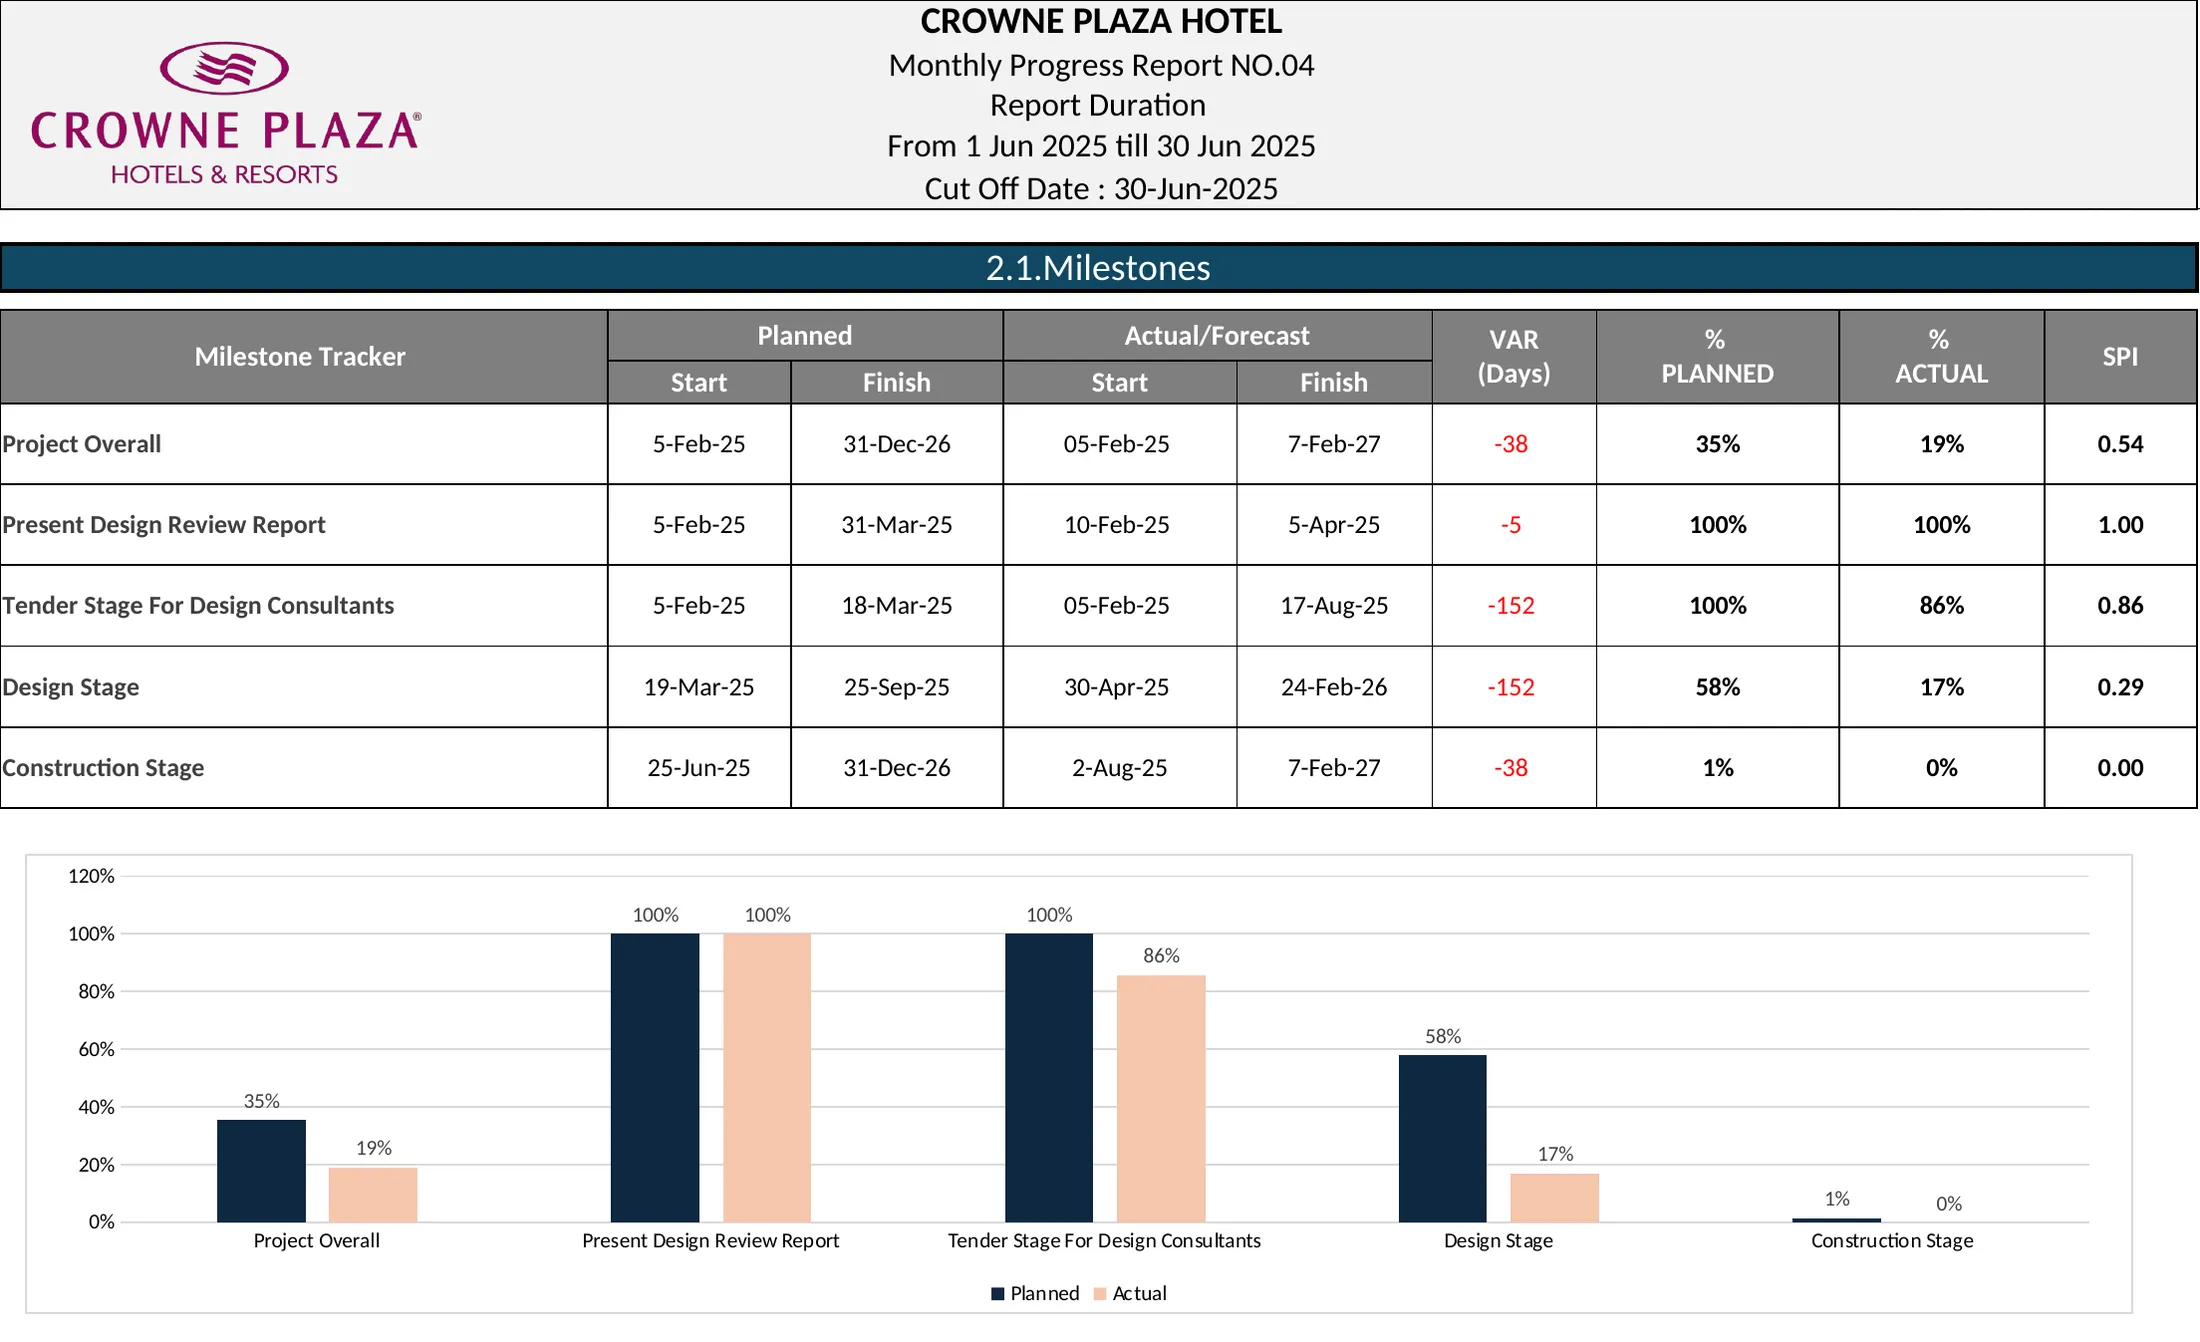 CROWNE PLAZA HOTEL
Monthly Progress Report NO.04
Report Duration
From 1 Jun 2025 till 30 Jun 2025
Cut Off Date : 30-Jun-2025
CROWNE PLAZA®
HOTELS & RESORTS
2.1.Milestones
Milestone Tracker Planned Actual/Forecast VAR (Days) % PLANNED % ACTUAL SPI
Start Finish Start Finish
Project Overall 5-Feb-25 31-Dec-26 05-Feb-25 7-Feb-27 -38 35% 19% 0.54
Present Design Review Report 5-Feb-25 31-Mar-25 10-Feb-25 5-Apr-25 -5 100% 100% 1.00
Tender Stage For Design Consultants 5-Feb-25 18-Mar-25 05-Feb-25 17-Aug-25 -152 100% 86% 0.86
Design Stage 19-Mar-25 25-Sep-25 30-Apr-25 24-Feb-26 -152 58% 17% 0.29
Construction Stage 25-Jun-25 31-Dec-26 2-Aug-25 7-Feb-27 -38 1% 0% 0.00
120%
100%
80%
60%
40%
20%
0%
35% 19% 100% 100% 100% 86% 58% 17% 1% 0%
Project Overall Present Design Review Report Tender Stage For Design Consultants Design Stage Construction Stage
Planned Actual